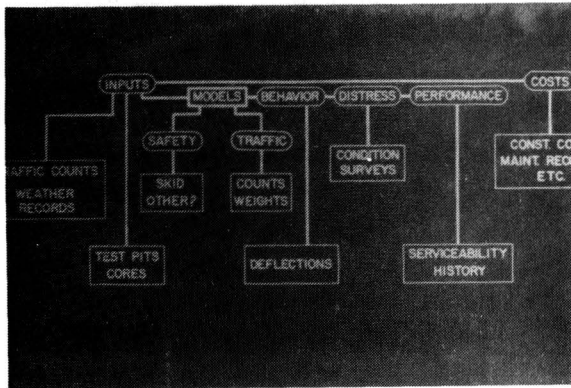 INPUTS
COSTS
MODELS
BEHAVIOR
DISTRESS
PERFORMANCE
SAFETY
TRAFFIC
CONDITION
SURVEYS
CONST. CO
MAINT. RECO
ETC.
RAFFIC COUNTS
WEATHER
RECORDS
SKID
OTHER?
COUNTS
WEIGHTS
TEST PITS
CORES
DEFLECTIONS
SERVICEABILITY
HISTORY